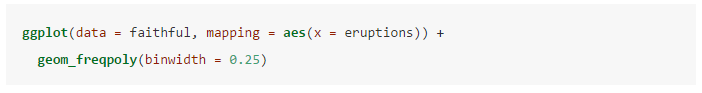 ggplot(data = faithful, mapping = aes(x = eruptions)) +
  geom_freqpoly(binwidth = 0.25)